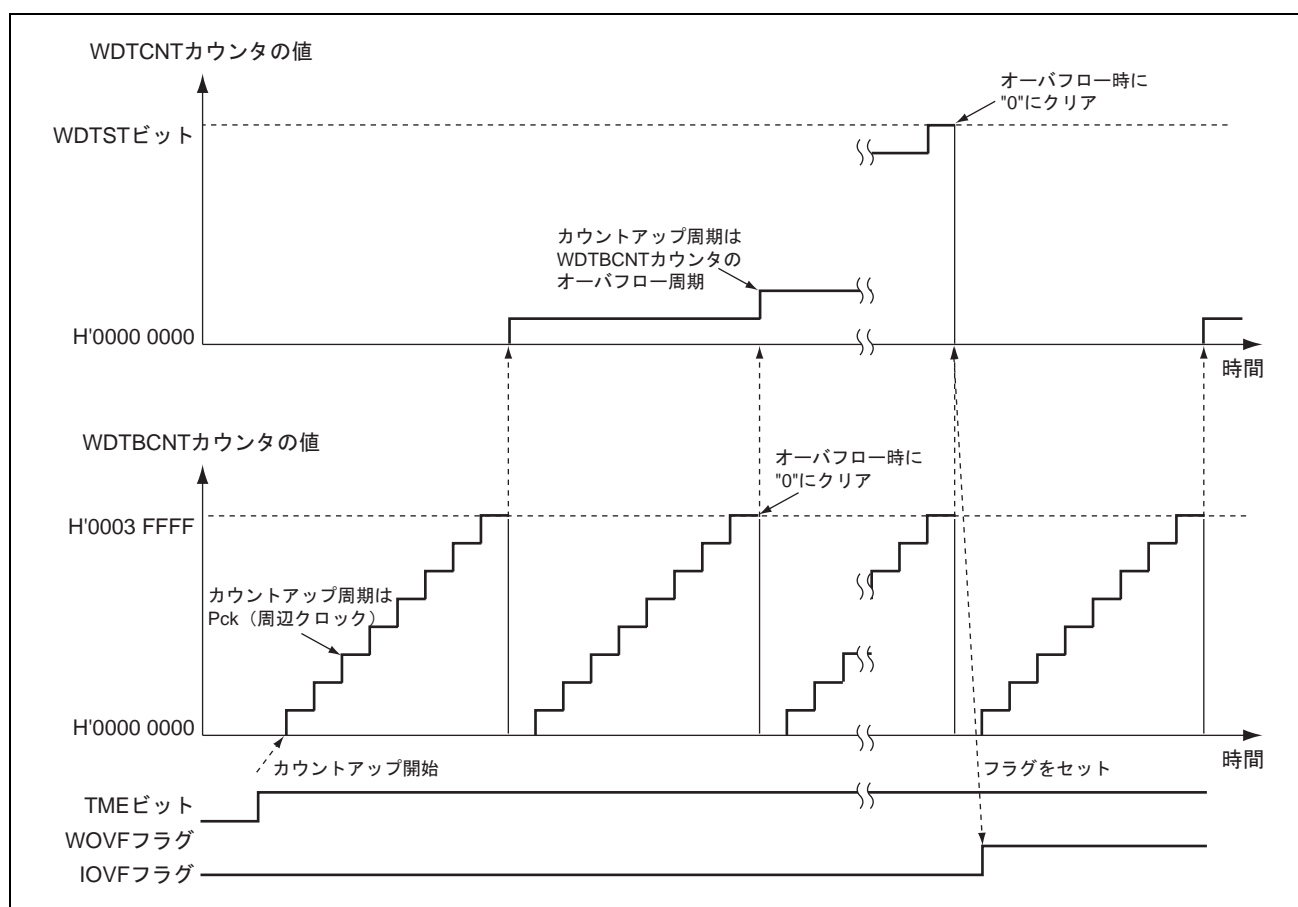 WDTCNTカウンタの値
オーバフロー時に
"0"にクリア
WDTSTビット
カウントアップ周期は
WDTBCNTカウンタの
オーバフロー周期
H'0000 0000
時間
WDTBCNTカウンタの値
オーバフロー時に
"0"にクリア
H'0003 FFFF
カウントアップ周期は
Pck（周辺クロック）
H'0000 0000
時間
カウントアップ開始
フラグをセット
TMEビット
WOVFフラグ
IOVFフラグ